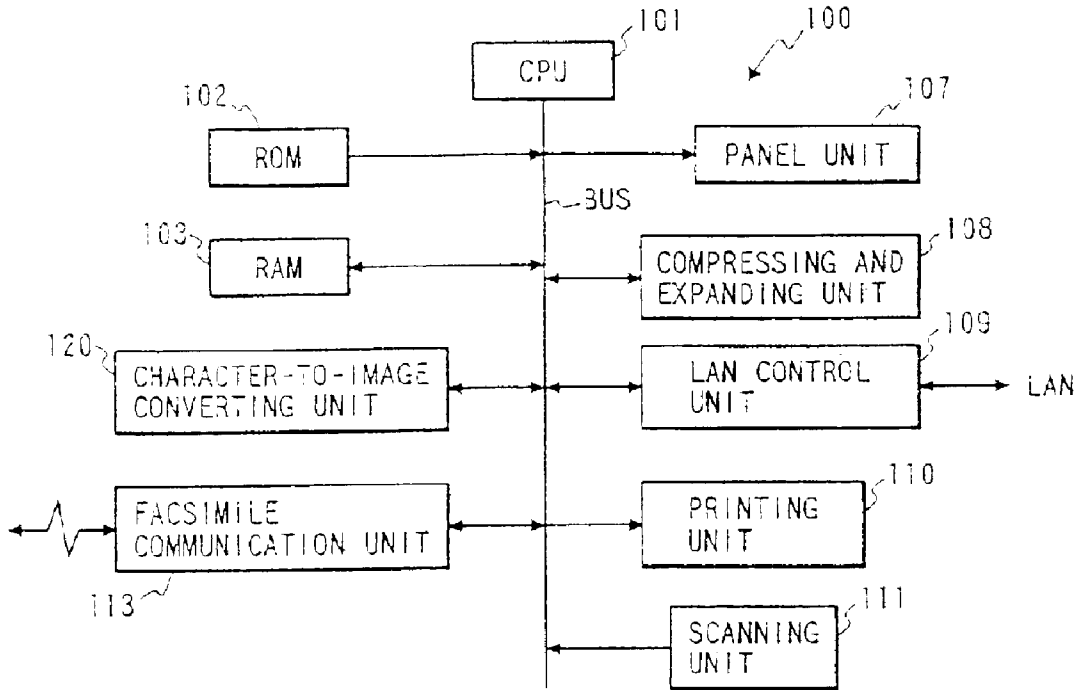 101
100
CPU
102
107
ROM
PANEL UNIT
BUS
103
108
RAM
COMPRESSING AND
EXPANDING UNIT
120
109
CHARACTER-TO-IMAGE
CONVERTING UNIT
LAN CONTROL
UNIT
LAN
110
FACSIMILE
COMMUNICATION UNIT
PRINTING
UNIT
113
111
SCANNING
UNIT